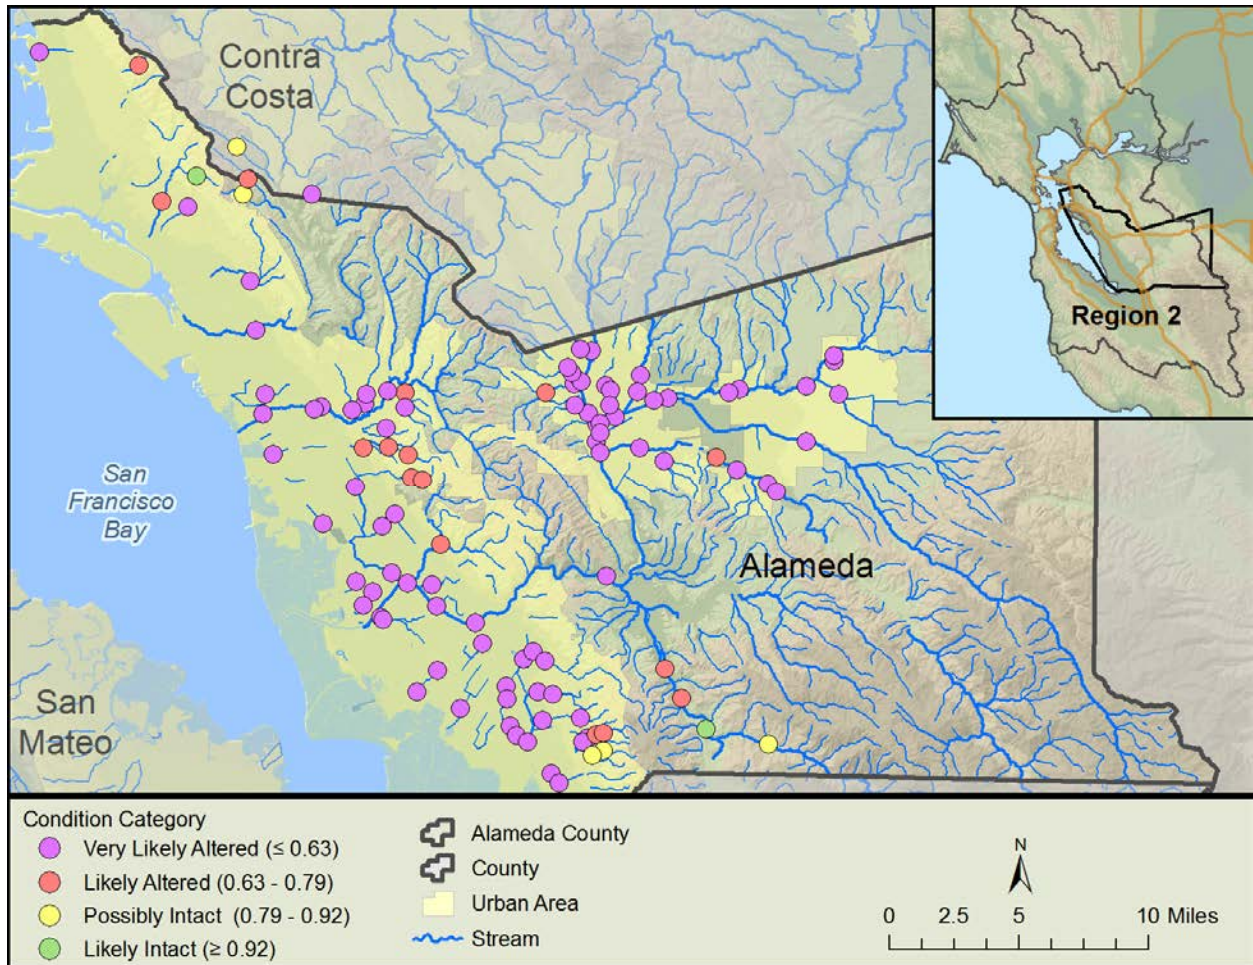 Contra
Costa
Region 2
San
Francisco
Bay
Alameda
San
Mateo
Condition Category
Very Likely Altered (≤ 0.63)
Likely Altered (0.63 - 0.79)
Possibly Intact (0.79 - 0.92)
Likely Intact (≥ 0.92)
Alameda County
County
Urban Area
Stream
N
0 2.5 5 10 Miles